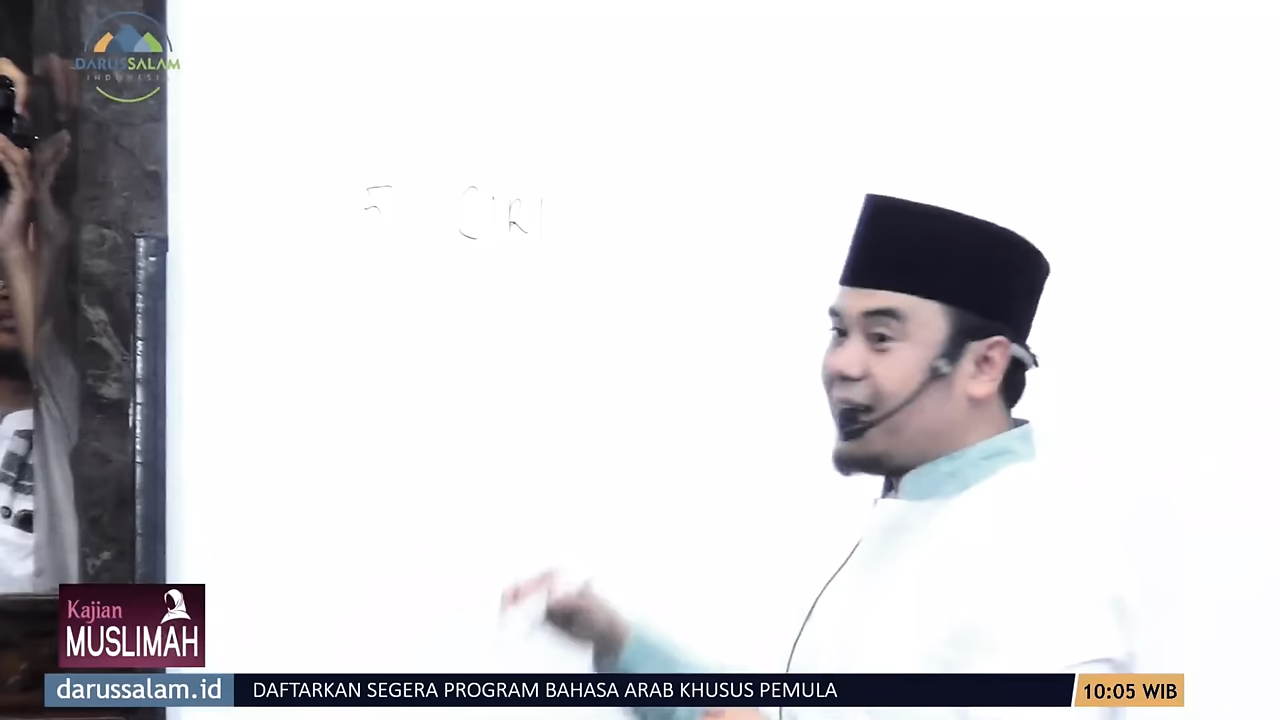 DARUSSALAM
INDONESIA
5 CIRI
Kajian
MUSLIMAH
darussalam.id
DAFTARKAN SEGERA PROGRAM BAHASA ARAB KHUSUS PEMULA
10:05 WIB